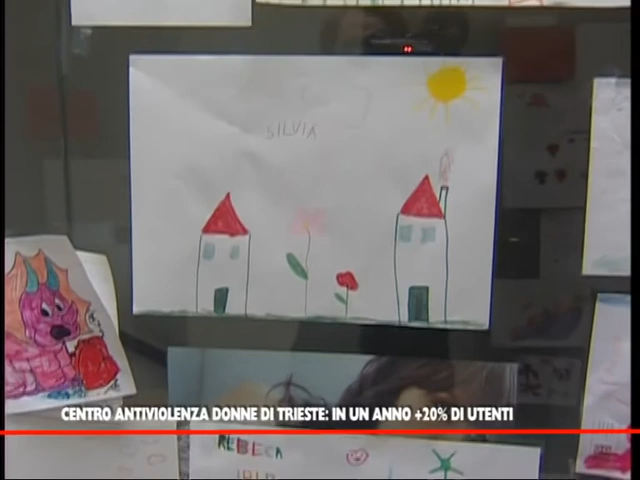 SILVIA
CENTRO ANTIVIOLENZA DONNE DI TRIESTE: IN UN ANNO +20% DI UTENTI
REBECA